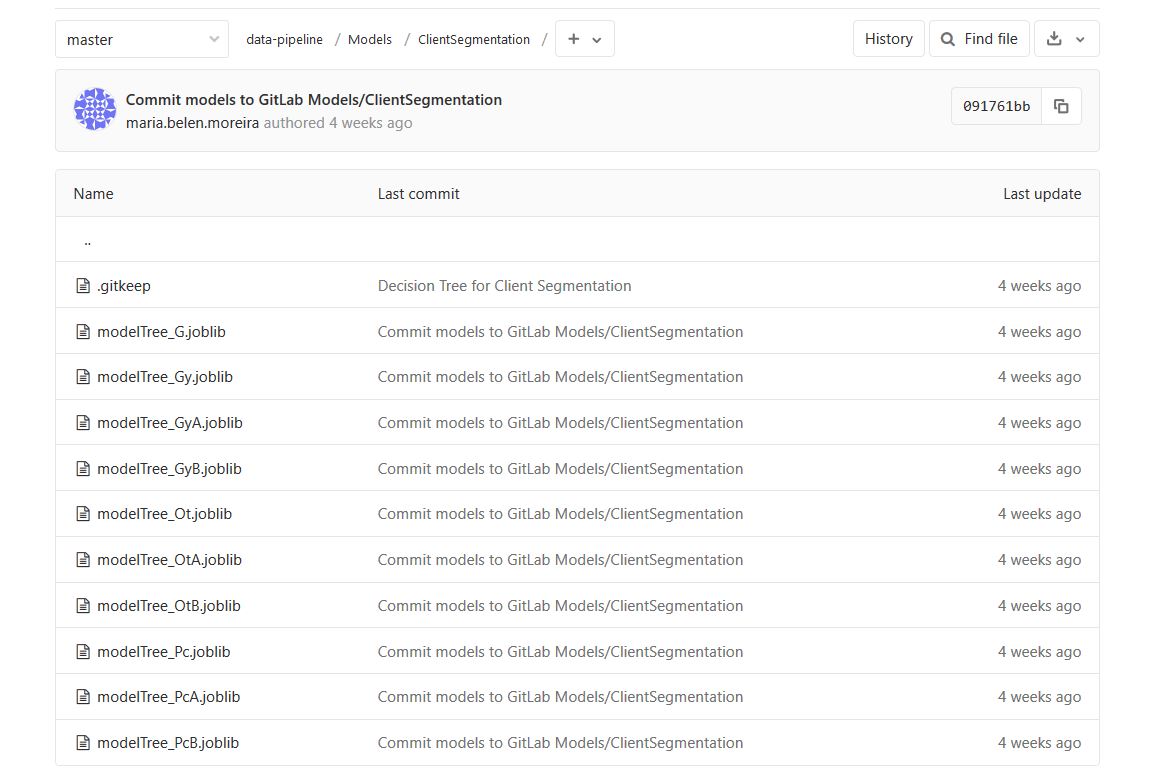 master data-pipeline / Models / ClientSegmentation / + History Find file
Commit models to GitLab Models/ClientSegmentation
maria.belen.moreira authored 4 weeks ago
091761bb
Name Last commit Last update
..
.gitkeep Decision Tree for Client Segmentation 4 weeks ago
modelTree_G.joblib Commit models to GitLab Models/ClientSegmentation 4 weeks ago
modelTree_Gy.joblib Commit models to GitLab Models/ClientSegmentation 4 weeks ago
modelTree_GyA.joblib Commit models to GitLab Models/ClientSegmentation 4 weeks ago
modelTree_GyB.joblib Commit models to GitLab Models/ClientSegmentation 4 weeks ago
modelTree_Ot.joblib Commit models to GitLab Models/ClientSegmentation 4 weeks ago
modelTree_OtA.joblib Commit models to GitLab Models/ClientSegmentation 4 weeks ago
modelTree_OtB.joblib Commit models to GitLab Models/ClientSegmentation 4 weeks ago
modelTree_Pc.joblib Commit models to GitLab Models/ClientSegmentation 4 weeks ago
modelTree_PcA.joblib Commit models to GitLab Models/ClientSegmentation 4 weeks ago
modelTree_PcB.joblib Commit models to GitLab Models/ClientSegmentation 4 weeks ago